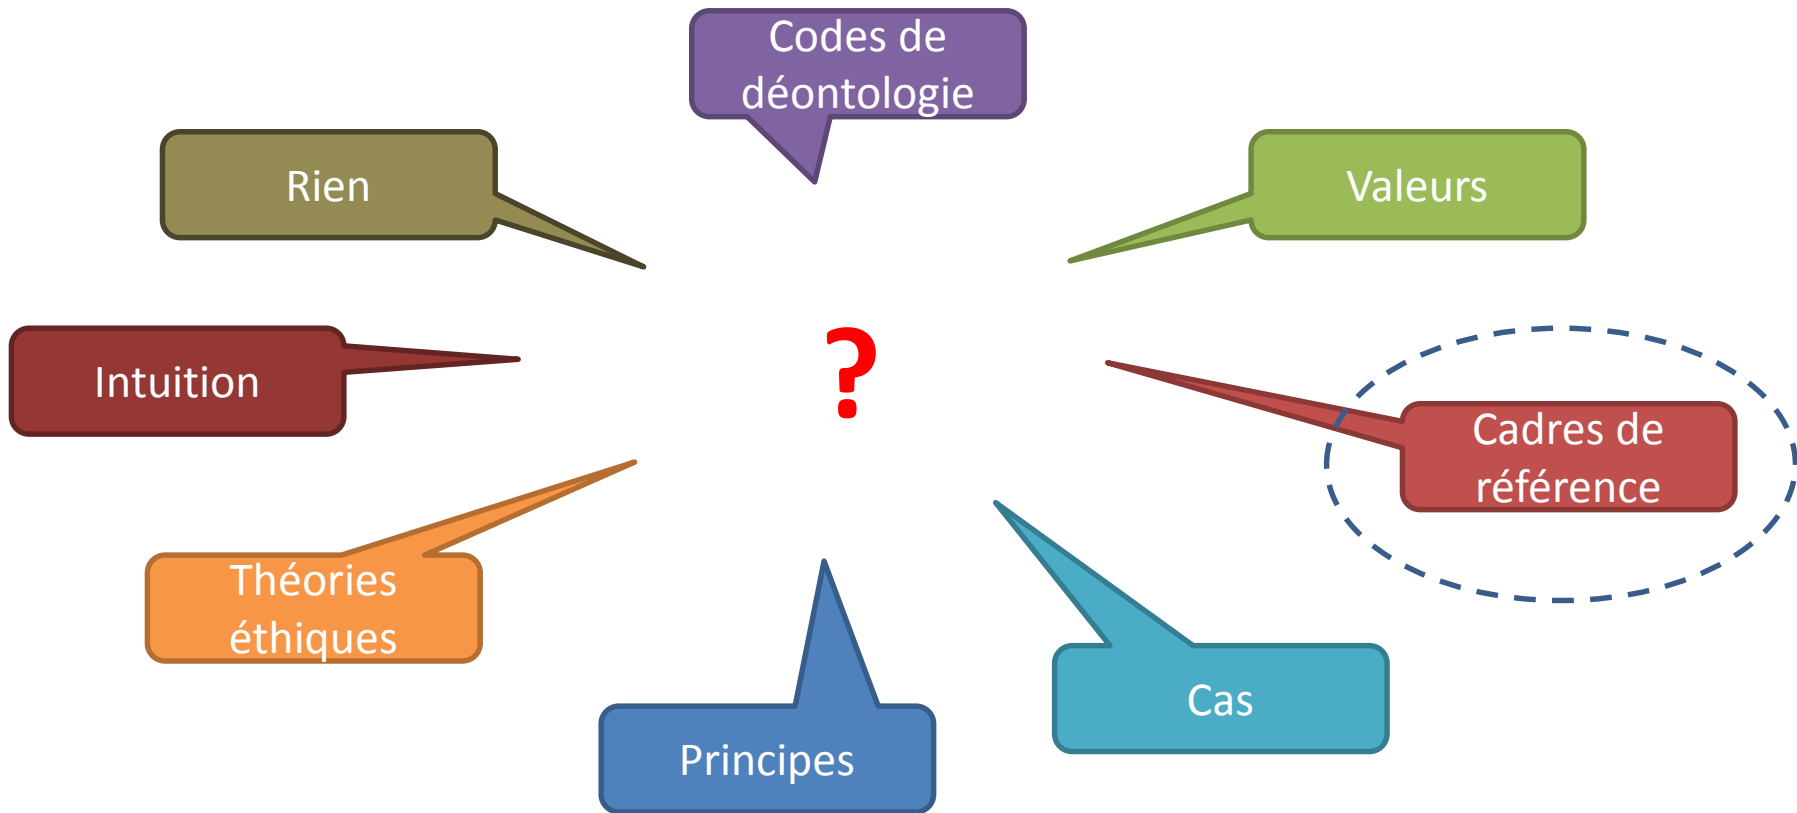 Codes de
déontologie
Rien
Valeurs
Intuition
?
Cadres de
référence
Théories
éthiques
Cas
Principes